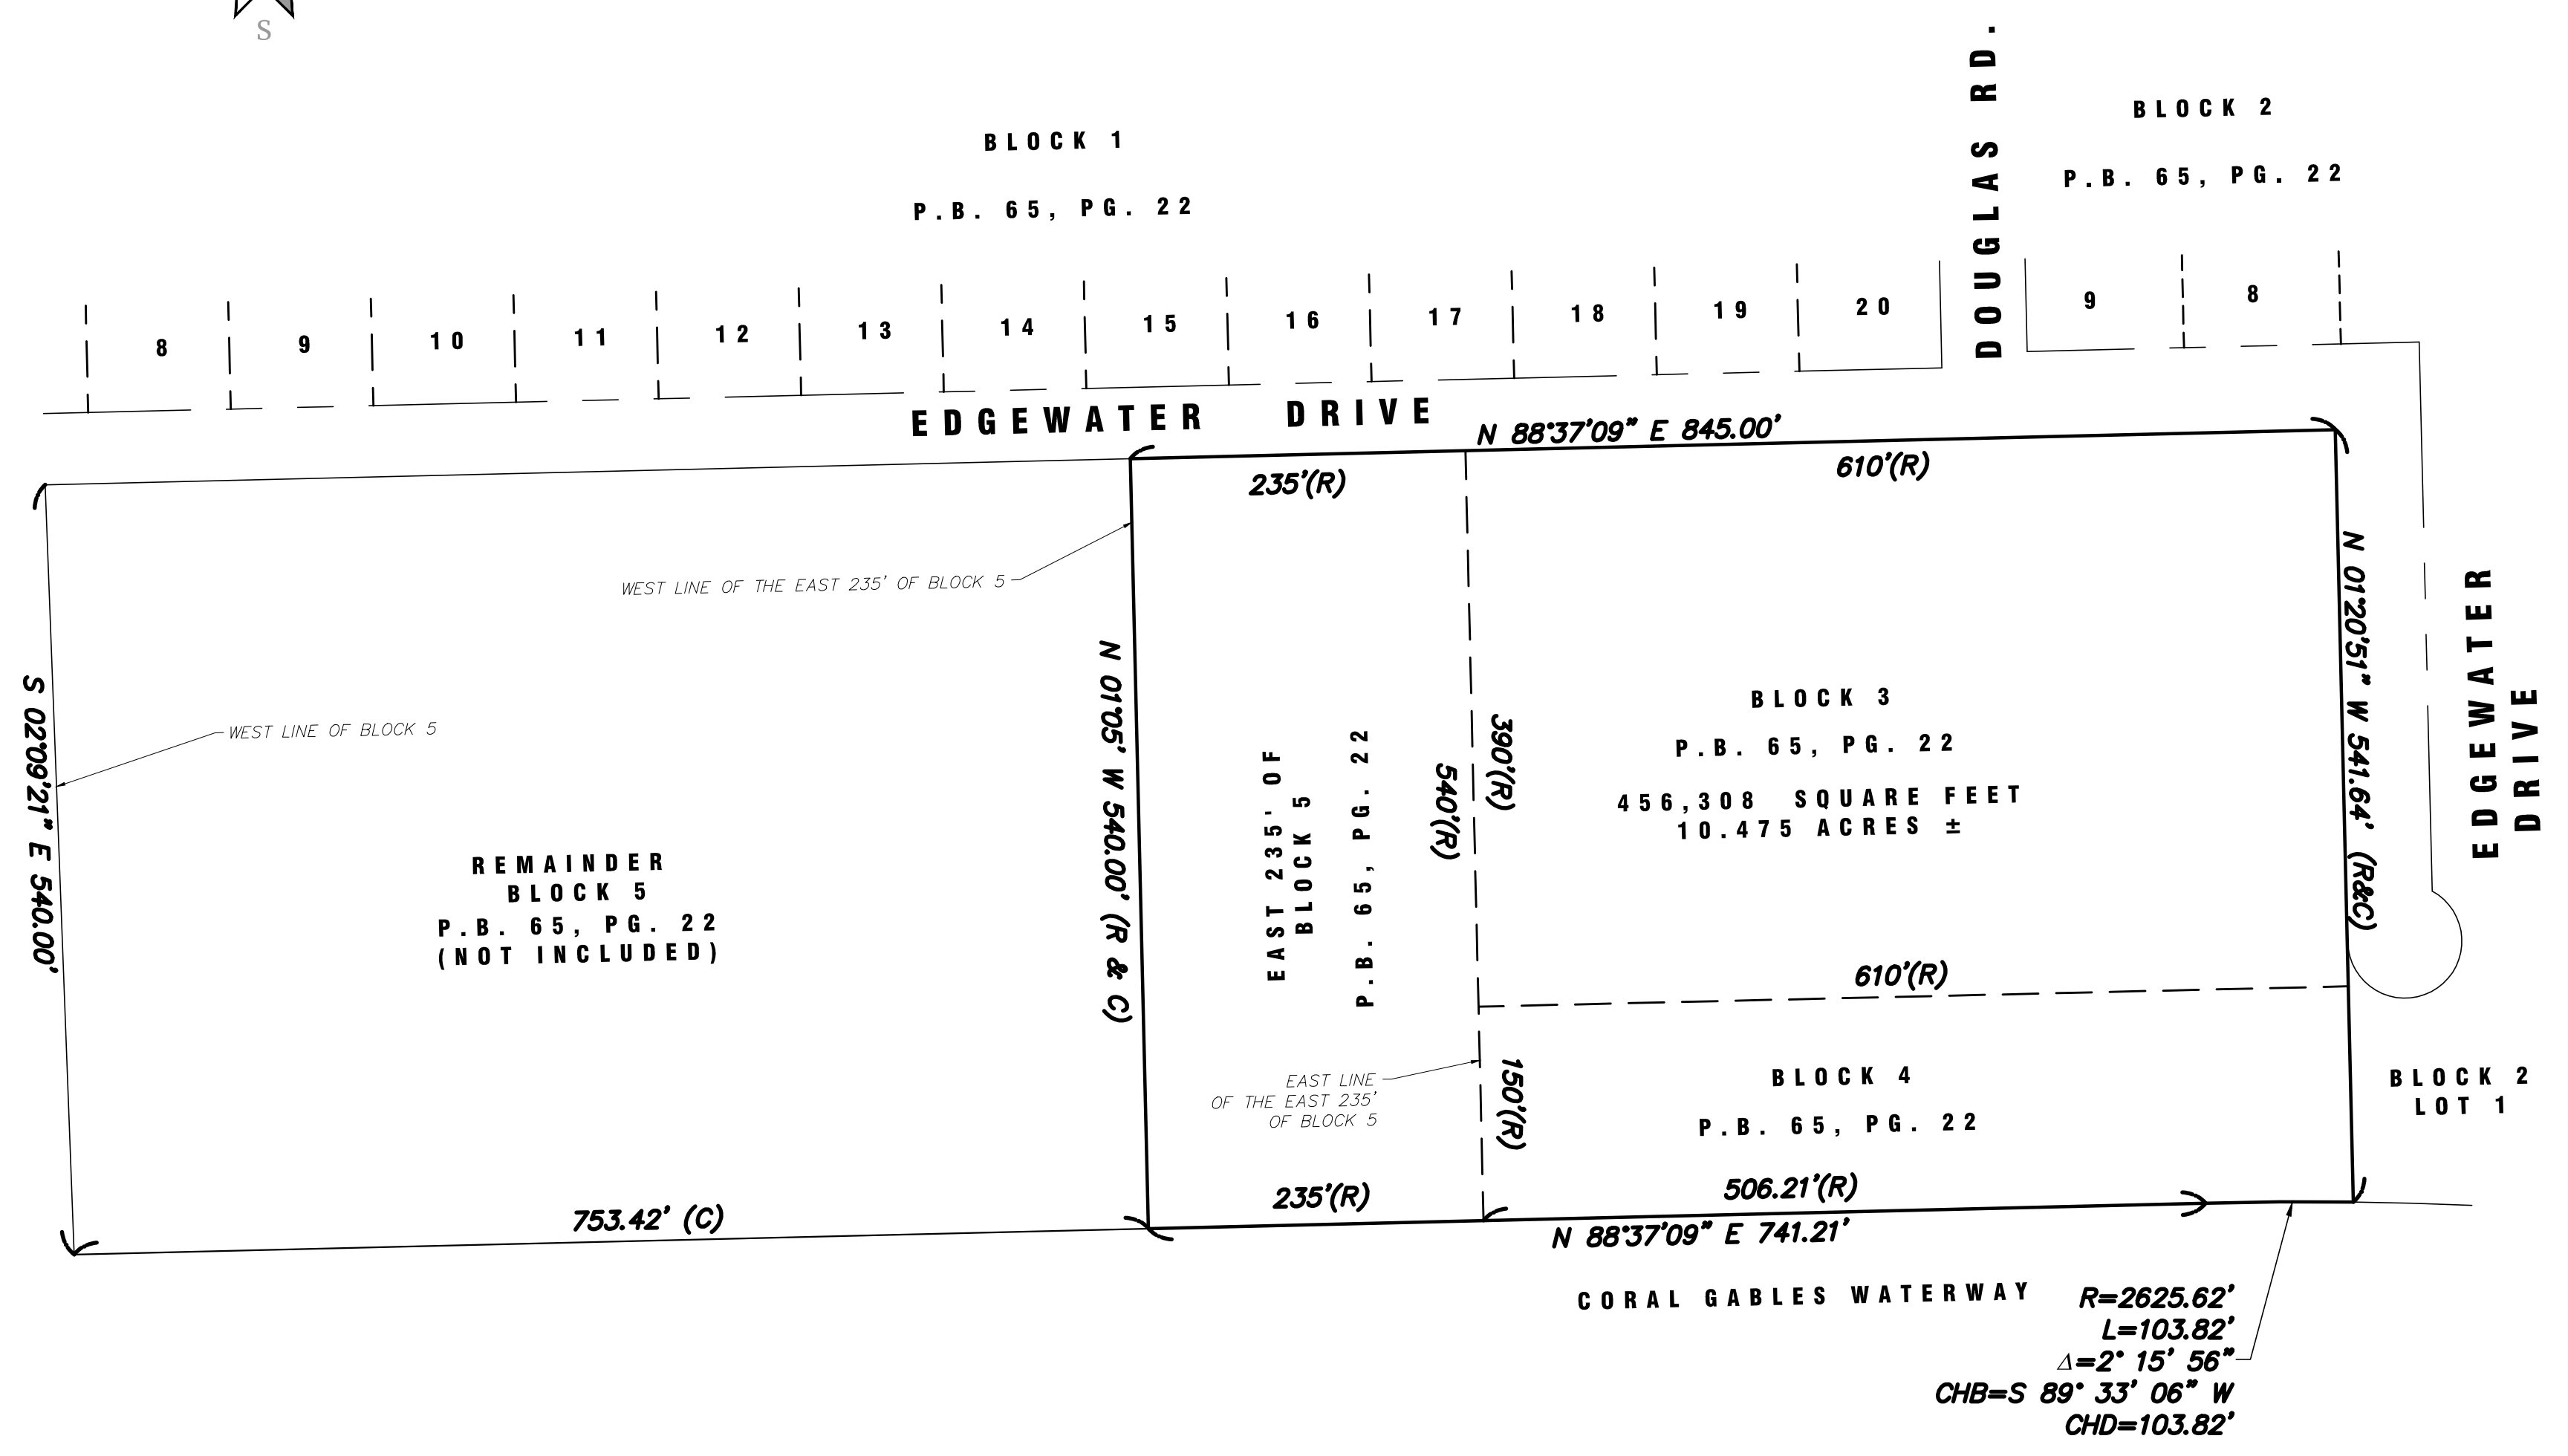 S
BLOCK 1
P.B. 65, PG. 22
DOUGLAS RD.
BLOCK 2
P.B. 65, PG. 22
8
9
10
11
12
13
14
15
16
17
18
19
20
9
8
EDGEWATER DRIVE
N 88°37'09" E 845.00'
235'(R)
610'(R)
WEST LINE OF THE EAST 235' OF BLOCK 5
WEST LINE OF BLOCK 5
S 02°09'21" E 540.00'
N 01°05' W 540.00' (R & C)
REMAINDER
BLOCK 5
P.B. 65, PG. 22
(NOT INCLUDED)
EAST 235' OF
BLOCK 5
P.B. 65, PG. 22
540'(R)
390'(R)
BLOCK 3
P.B. 65, PG. 22
456,308 SQUARE FEET
10.475 ACRES ±
N 01°20'51" W 541.64' (R&C)
EDGEWATER
DRIVE
610'(R)
EAST LINE
OF THE EAST 235'
OF BLOCK 5
150'(R)
BLOCK 4
P.B. 65, PG. 22
BLOCK 2
LOT 1
753.42' (C)
235'(R)
506.21'(R)
N 88°37'09" E 741.21'
CORAL GABLES WATERWAY
R=2625.62'
L=103.82'
Δ=2° 15' 56"
CHB=S 89° 33' 06" W
CHD=103.82'